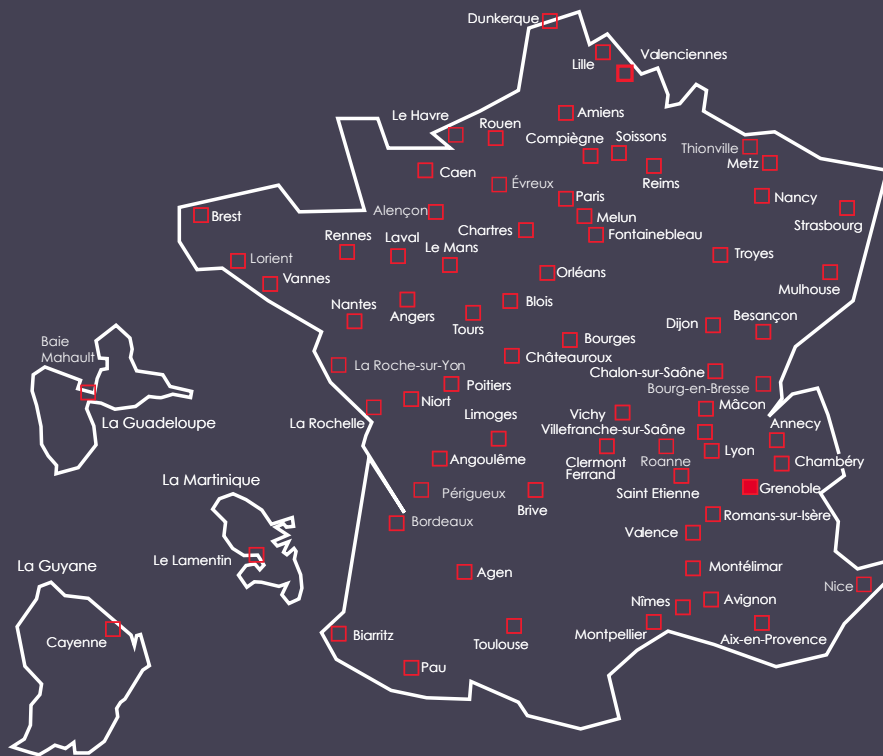 Dunkerque
Lille
Valenciennes
Amiens
Le Havre
Rouen
Compiègne
Soissons
Thionville
Metz
Reims
Caen
Évreux
Paris
Nancy
Alençon
Melun
Strasbourg
Brest
Chartres
Fontainebleau
Rennes
Laval
Le Mans
Troyes
Lorient
Vannes
Orléans
Mulhouse
Nantes
Angers
Tours
Blois
Dijon
Besançon
Bourges
Baie
Mahault
La Roche-sur-Yon
Châteauroux
Chalon-sur-Saône
Poitiers
Bourg-en-Bresse
Niort
Mâcon
La Guadeloupe
La Rochelle
Limoges
Vichy
Villefranche-sur-Saône
Annecy
Lyon
Angoulême
Clermont
Ferrand
Roanne
Chambéry
La Martinique
Périgueux
Brive
Saint Etienne
Grenoble
Bordeaux
Romans-sur-Isère
Valence
Le Lamentin
La Guyane
Agen
Montélimar
Nice
Nîmes
Avignon
Cayenne
Biarritz
Toulouse
Montpellier
Aix-en-Provence
Pau